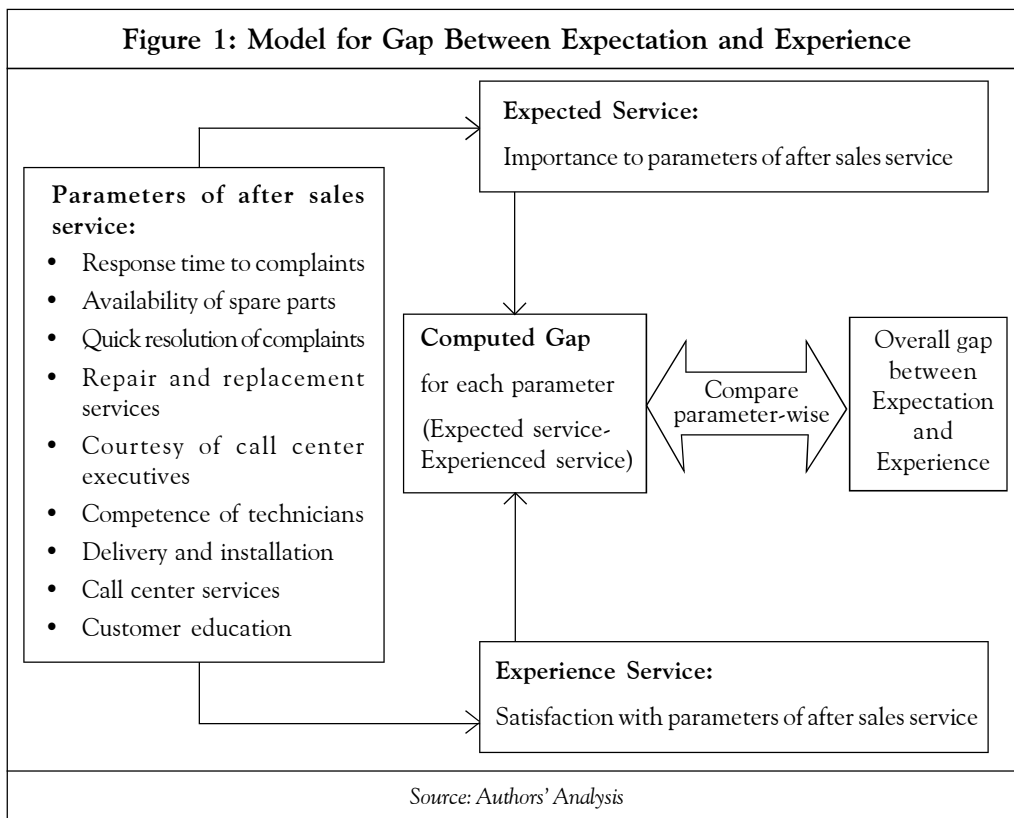 Figure 1: Model for Gap Between Expectation and Experience
Expected Service:
Importance to parameters of after sales service
Parameters of after sales
service:
• Response time to complaints
• Availability of spare parts
• Quick resolution of complaints
• Repair and replacement
services
• Courtesy of call center
executives
• Competence of technicians
• Delivery and installation
• Call center services
• Customer education
Computed Gap
for each parameter
(Expected service-
Experienced service)
Compare
parameter-wise
Overall gap
between
Expectation
and
Experience
Experience Service:
Satisfaction with parameters of after sales service
Source: Authors' Analysis